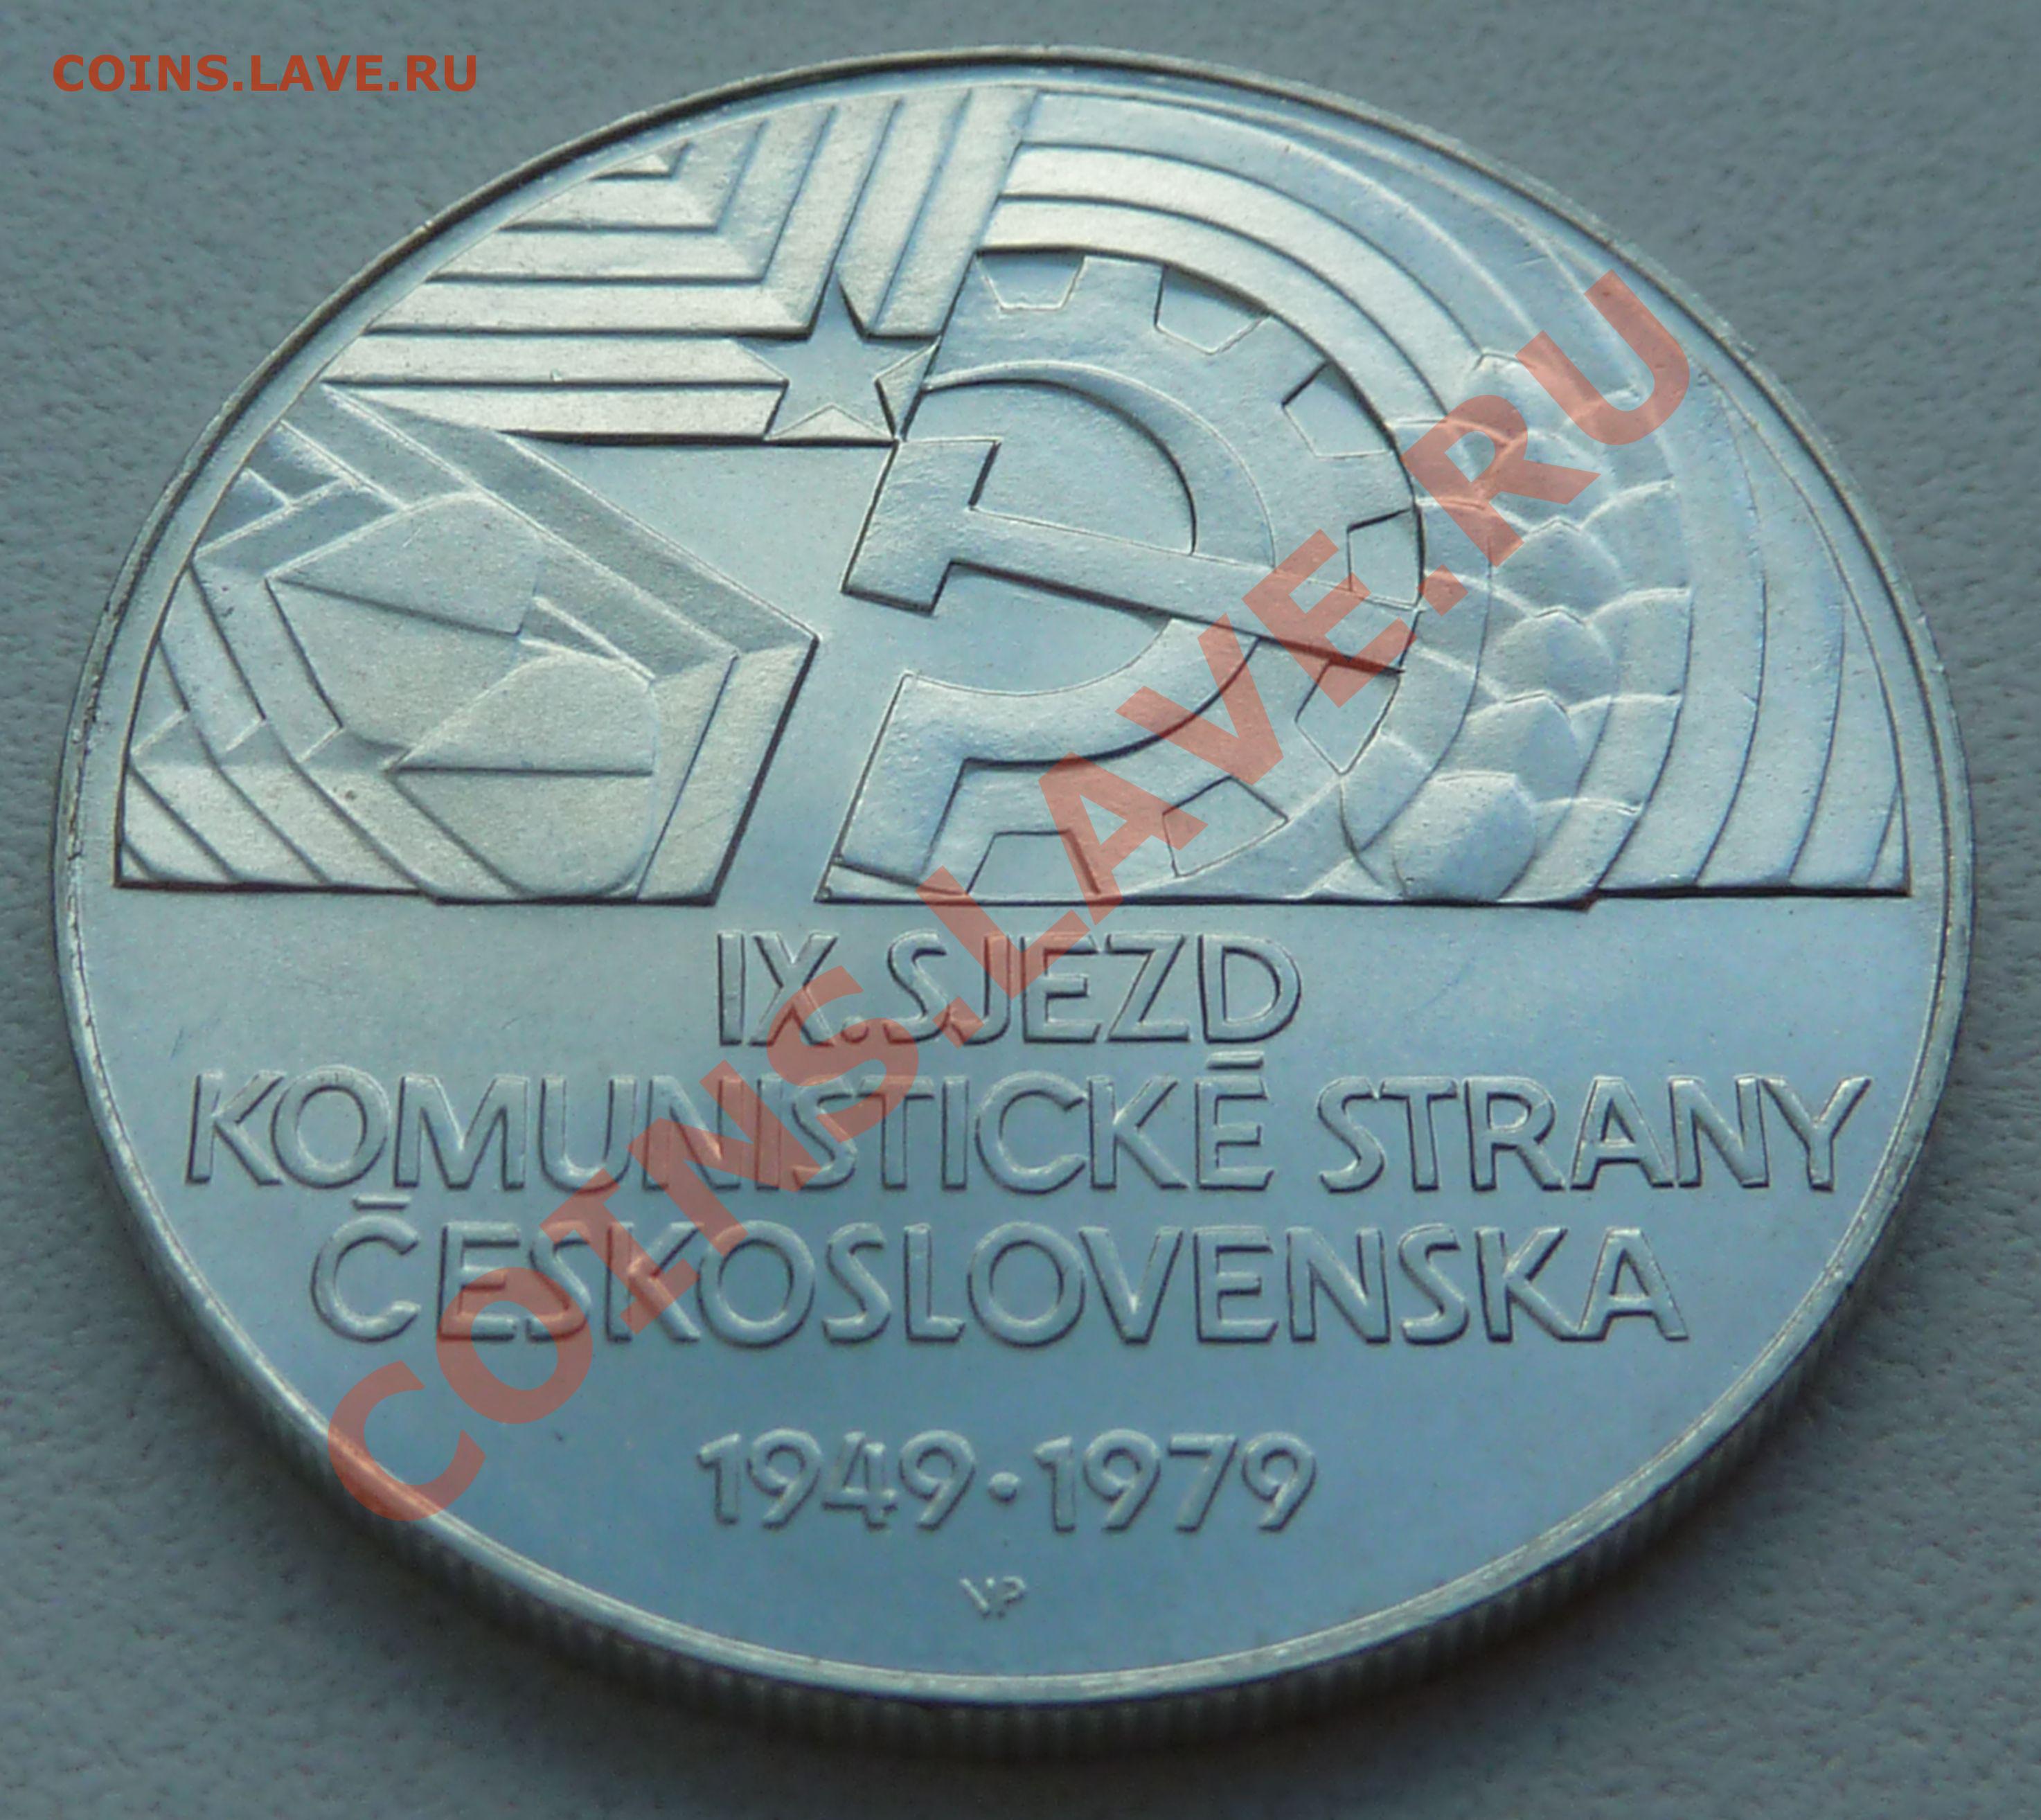 COINS.LAVE.RU
IX. SJEZD
KOMUNISTICKÉ STRANY
ČESKOSLOVENSKA
1949 · 1979
VP
COINS.LAVE.RU